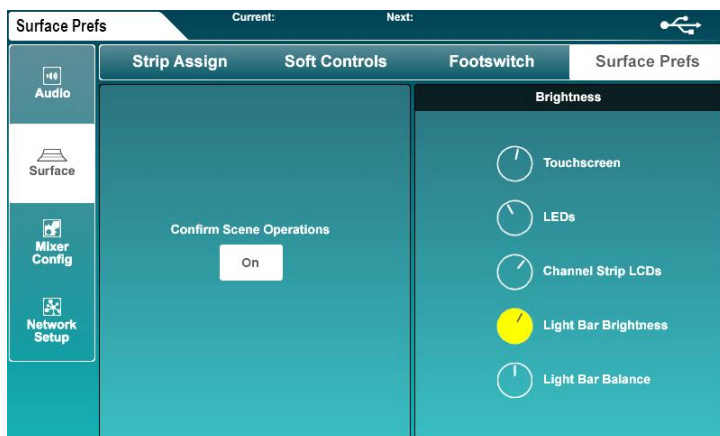 Surface Prefs
Current:
Next:
Audio
Surface
Mixer
Config
Network
Setup
Strip Assign
Soft Controls
Footswitch
Surface Prefs
Confirm Scene Operations
On
Brightness
Touchscreen
LEDs
Channel Strip LCDs
Light Bar Brightness
Light Bar Balance